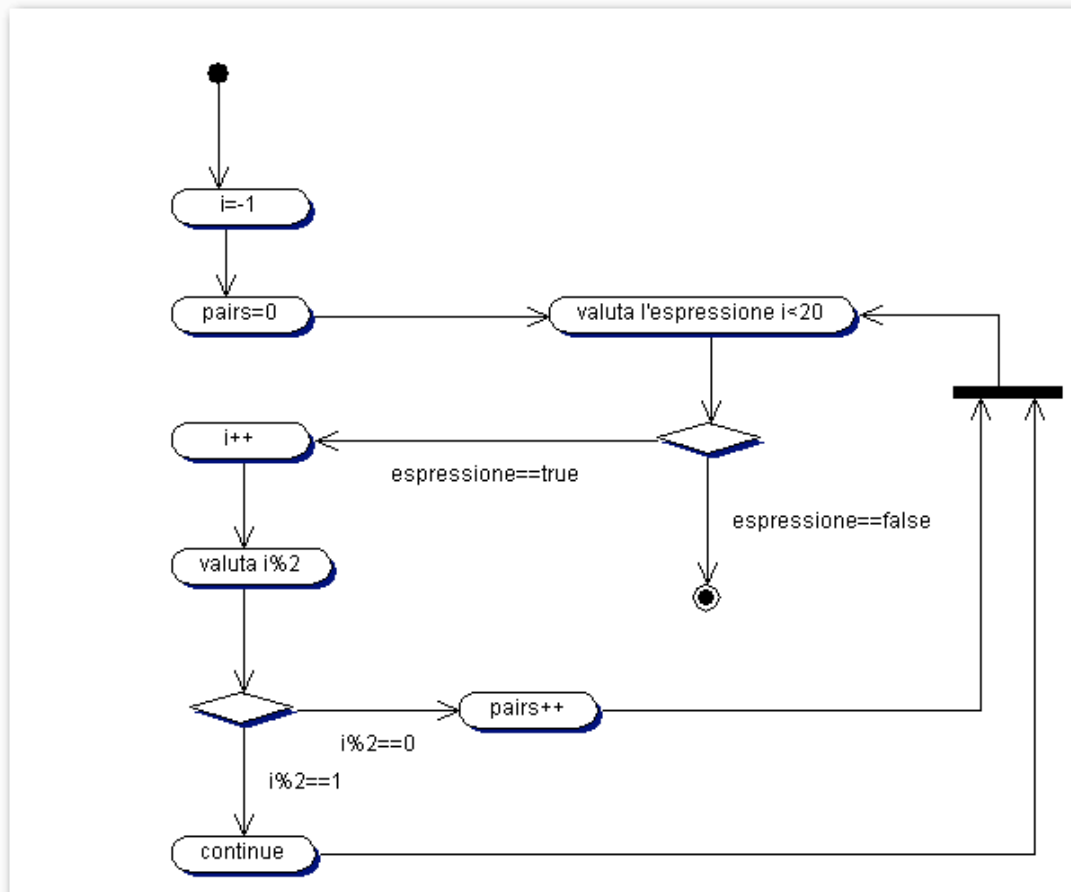 i=-1
pairs=0
valuta l'espressione i<20
i++
espressione==true
espressione==false
valuta i%2
pairs++
i%2==0
i%2==1
continue